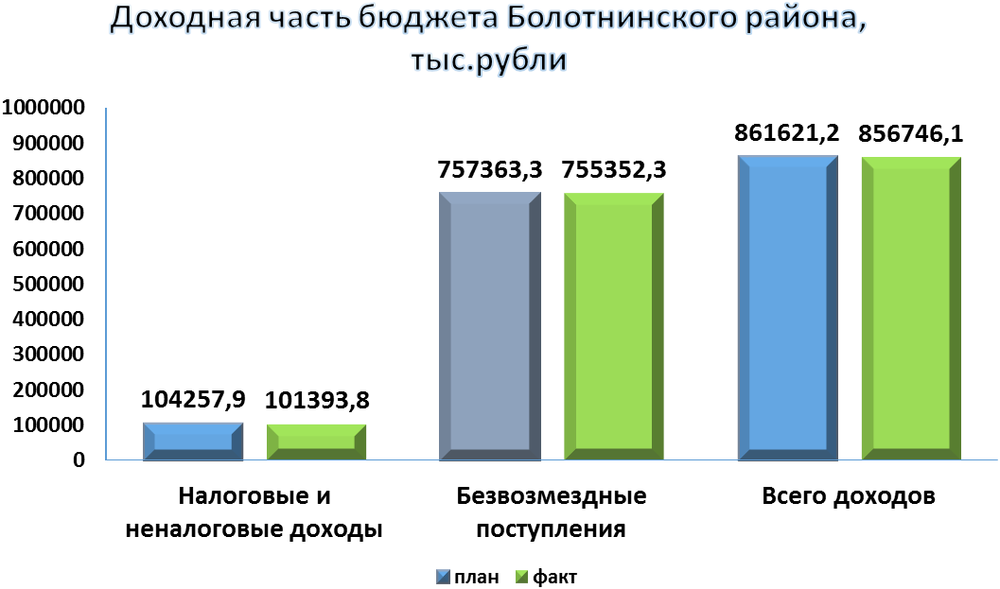 Доходная часть бюджета Болотнинского района,
тыс.рубли
1000000
900000
800000
700000
600000
500000
400000
300000
200000
100000
0
104257,9
101393,8
757363,3
755352,3
861621,2
856746,1
Налоговые и
неналоговые доходы
Безвозмездные
поступления
Всего доходов
план
факт